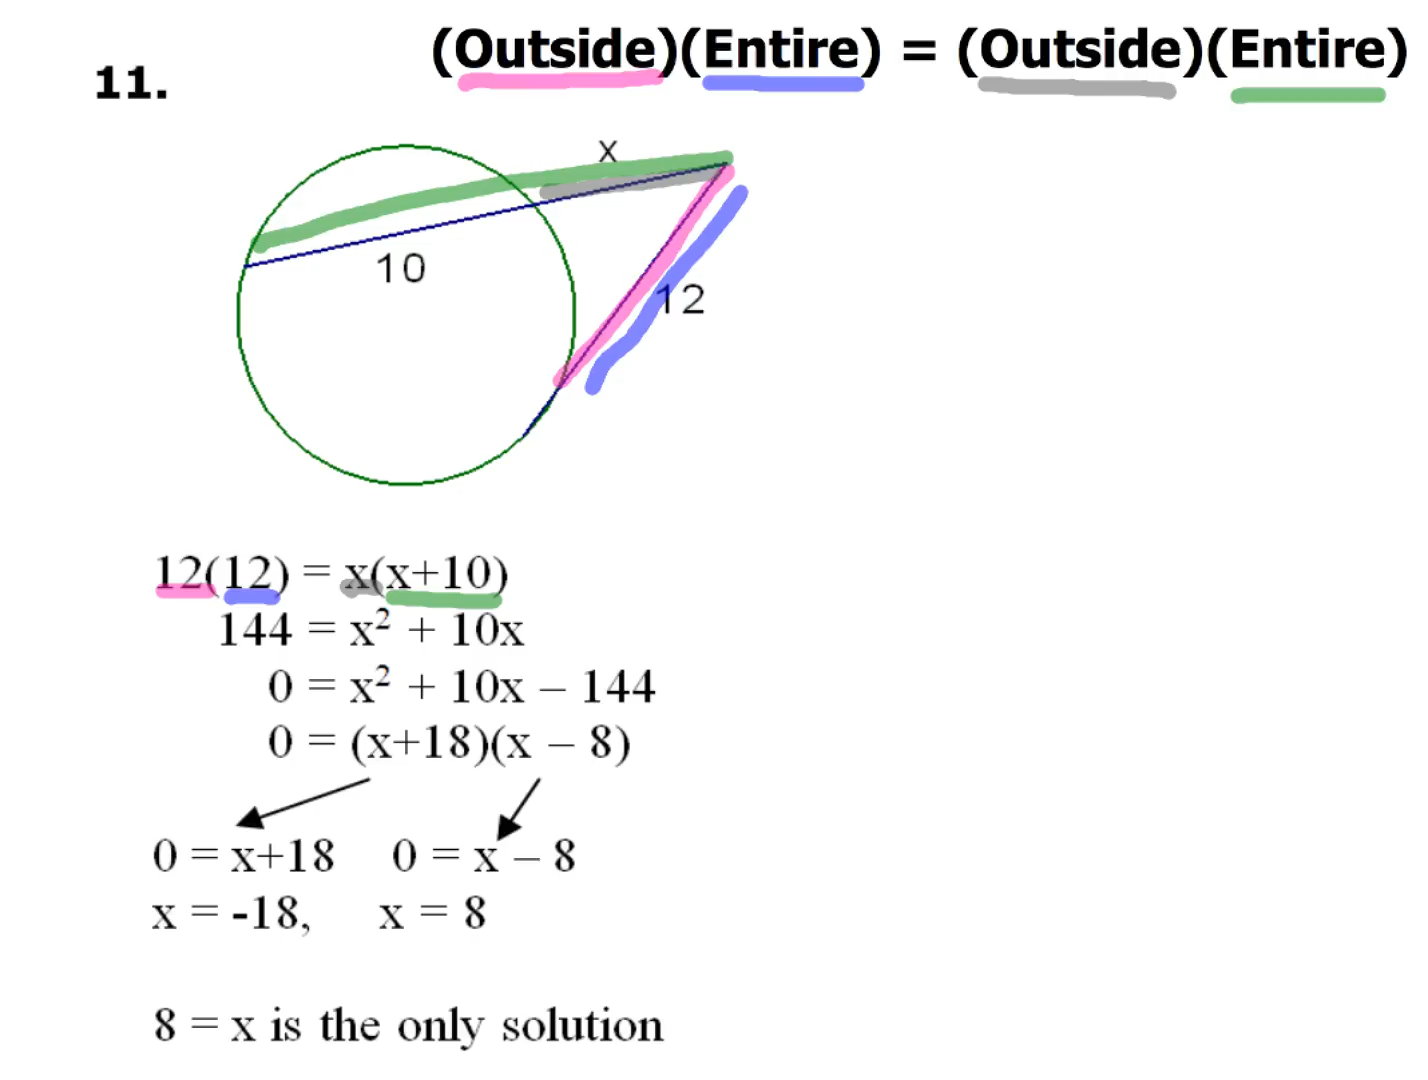 (Outside)(Entire) = (Outside)(Entire)
11.
x
10
12
12(12) = x(x+10)
144 = x² + 10x
0 = x² + 10x – 144
0 = (x+18)(x – 8)
0 = x+18 0 = x – 8
x = -18, x = 8
8 = x is the only solution